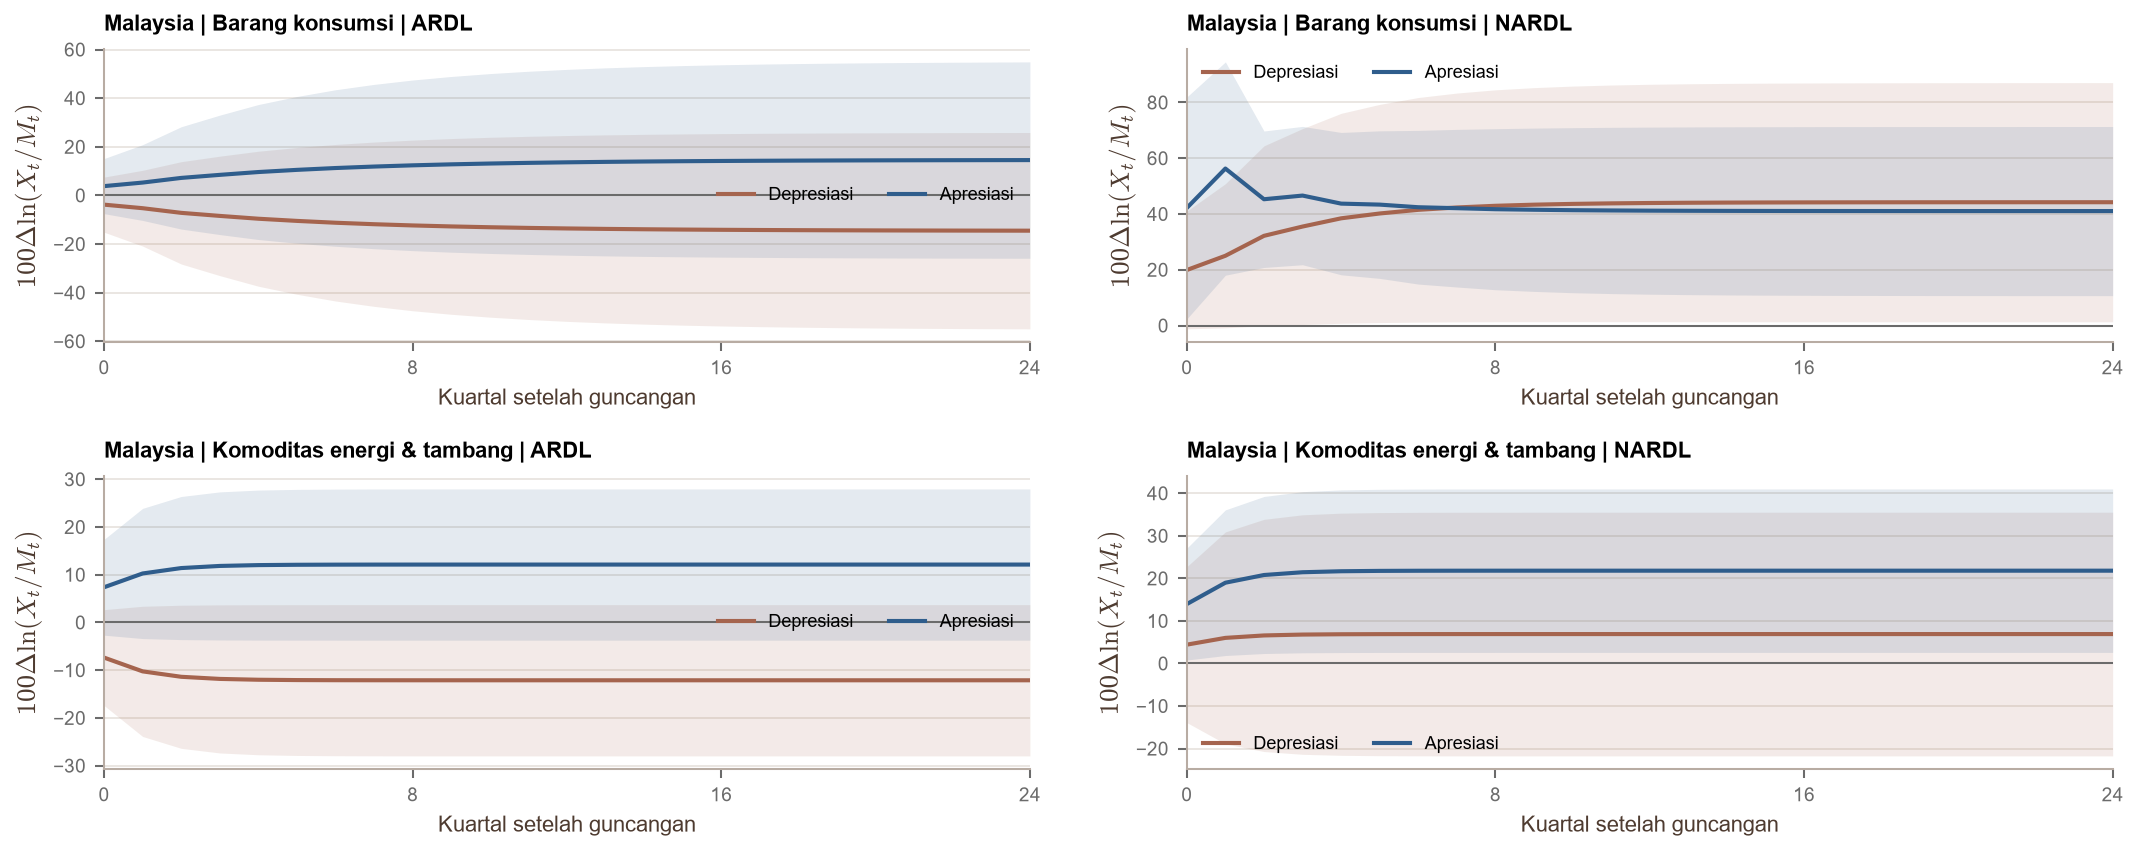 Malaysia | Barang konsumsi | ARDL
100Δln(X_t/M_t)
60
40
20
0
−20
−40
−60
Depresiasi
Apresiasi
0
8
16
24
Kuartal setelah guncangan
Malaysia | Barang konsumsi | NARDL
100Δln(X_t/M_t)
Depresiasi
Apresiasi
80
60
40
20
0
0
8
16
24
Kuartal setelah guncangan
Malaysia | Komoditas energi & tambang | ARDL
100Δln(X_t/M_t)
30
20
10
0
−10
−20
−30
Depresiasi
Apresiasi
0
8
16
24
Kuartal setelah guncangan
Malaysia | Komoditas energi & tambang | NARDL
100Δln(X_t/M_t)
40
30
20
10
0
−10
−20
Depresiasi
Apresiasi
0
8
16
24
Kuartal setelah guncangan